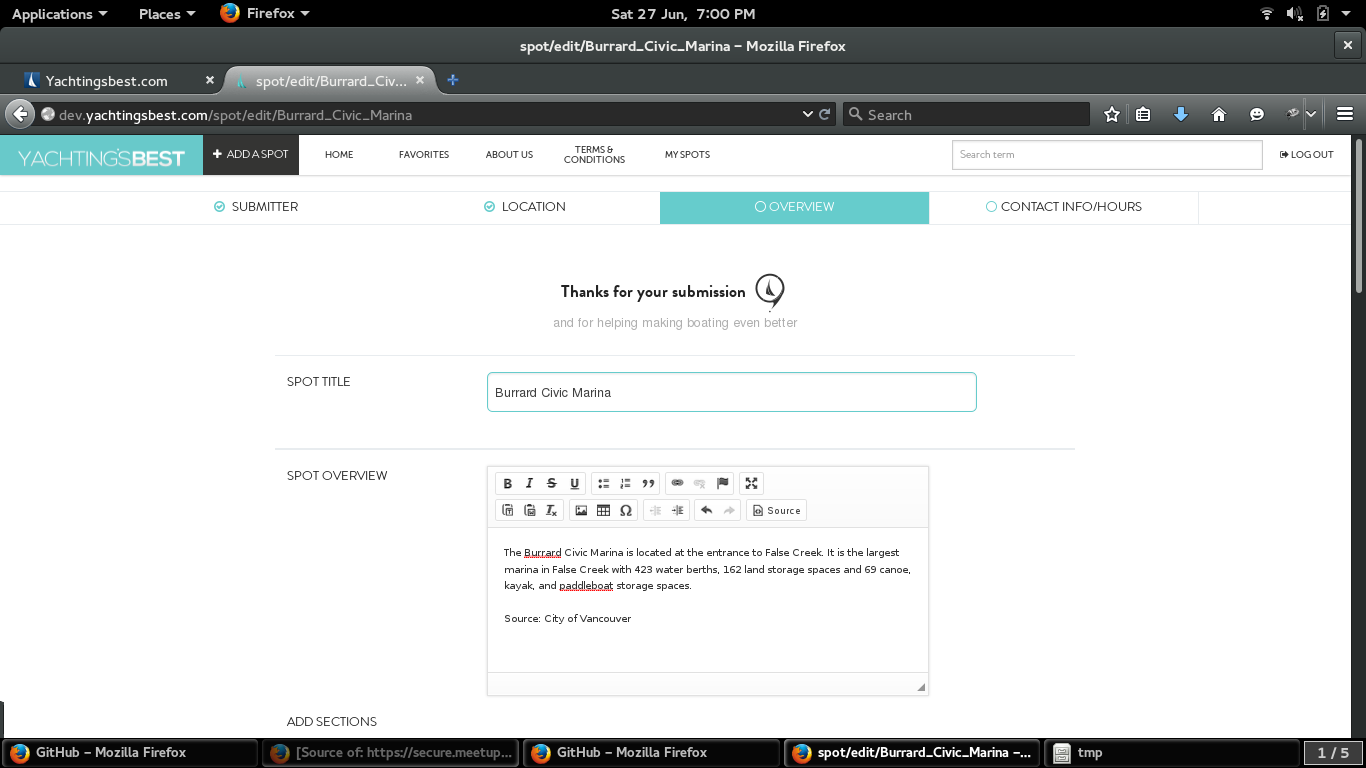 Applications Places Firefox Sat 27 Jun, 7:00 PM
spot/edit/Burrard_Civic_Marina – Mozilla Firefox
Yachtingsbest.com spot/edit/Burrard_Civ...
dev.yachtingsbest.com/spot/edit/Burrard_Civic_Marina Search
YACHTING'SBEST ADD A SPOT HOME FAVORITES ABOUT US TERMS & CONDITIONS MY SPOTS Search term LOG OUT
SUBMITTER LOCATION OVERVIEW CONTACT INFO/HOURS
Thanks for your submission
and for helping making boating even better
SPOT TITLE Burrard Civic Marina
SPOT OVERVIEW
B I S U
Source
The Burrard Civic Marina is located at the entrance to False Creek. It is the largest
marina in False Creek with 423 water berths, 162 land storage spaces and 69 canoe,
kayak, and paddleboat storage spaces.
Source: City of Vancouver
ADD SECTIONS
GitHub – Mozilla Firefox [Source of: https://secure.meetup... GitHub – Mozilla Firefox spot/edit/Burrard_Civic_Marina –... tmp 1 / 5